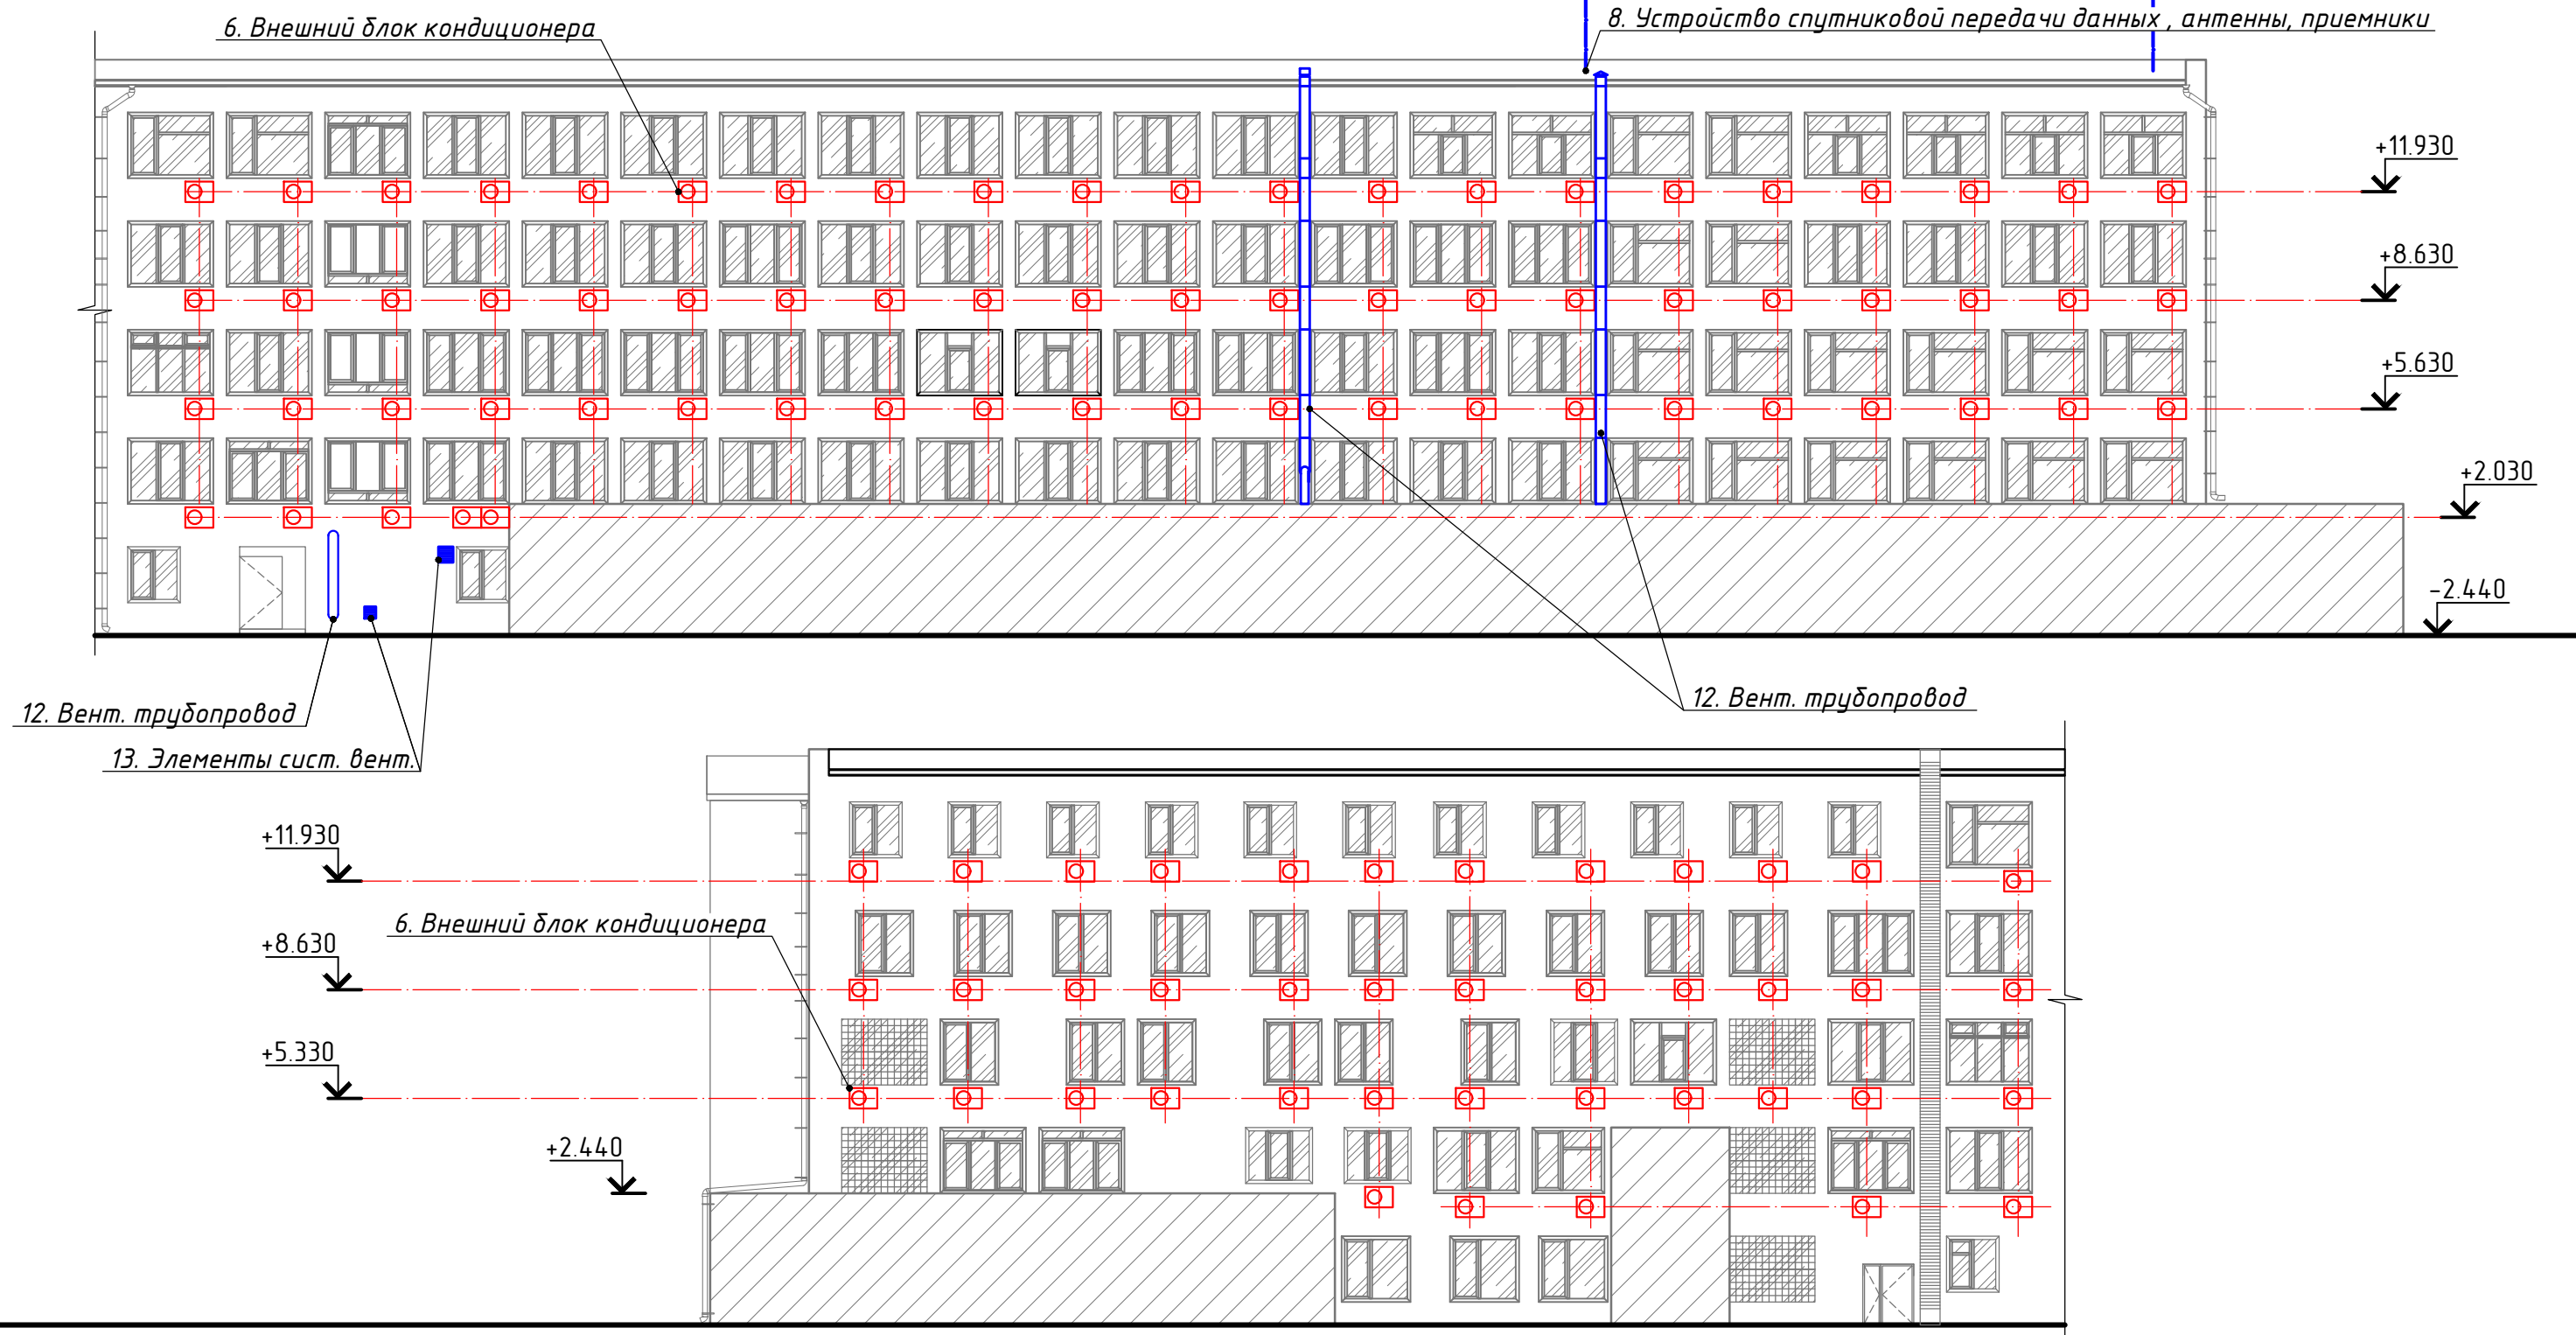 6. Внешний блок кондиционера
8. Устройство спутниковой передачи данных , антенны, приемники
+11.930
+8.630
+5.630
+2.030
-2.440
12. Вент. трубопровод
12. Вент. трубопровод
13. Элементы сист. вент.
+11.930
6. Внешний блок кондиционера
+8.630
+5.330
+2.440